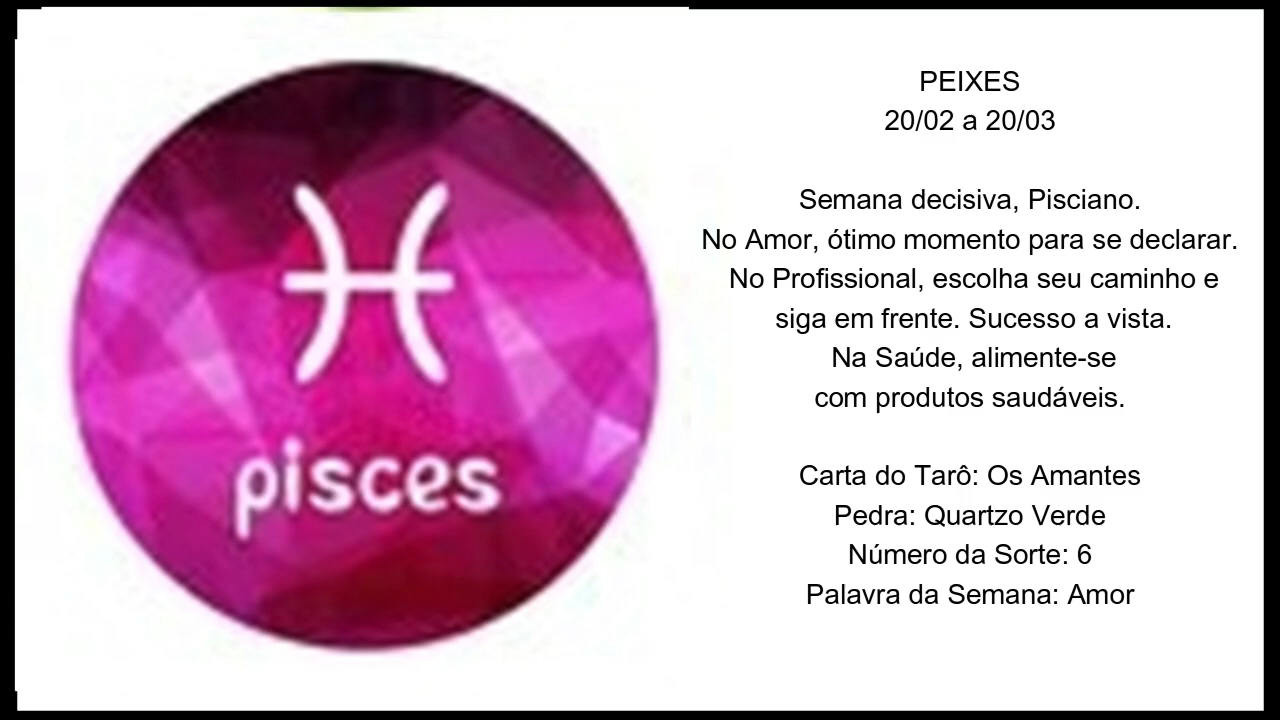 pisces
PEIXES
20/02 a 20/03
Semana decisiva, Pisciano.
No Amor, ótimo momento para se declarar.
No Profissional, escolha seu caminho e
siga em frente. Sucesso a vista.
Na Saúde, alimente-se
com produtos saudáveis.
Carta do Tarô: Os Amantes
Pedra: Quartzo Verde
Número da Sorte: 6
Palavra da Semana: Amor